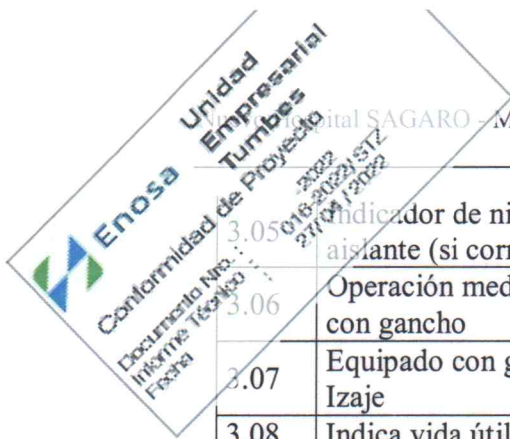 Unidad
Empresarial
Tumbes
Enosa
Conformidad de Proyecto
Documento Nro. : -2022
Informe Técnico : 016-2022/STZ
Fecha : 27/04/2022
Hospital SAGARO - M
3.05 Indicador de ni
aislante (si corr
3.06 Operación med
con gancho
3.07 Equipado con g
Izaje
3.08 Indica vida útil